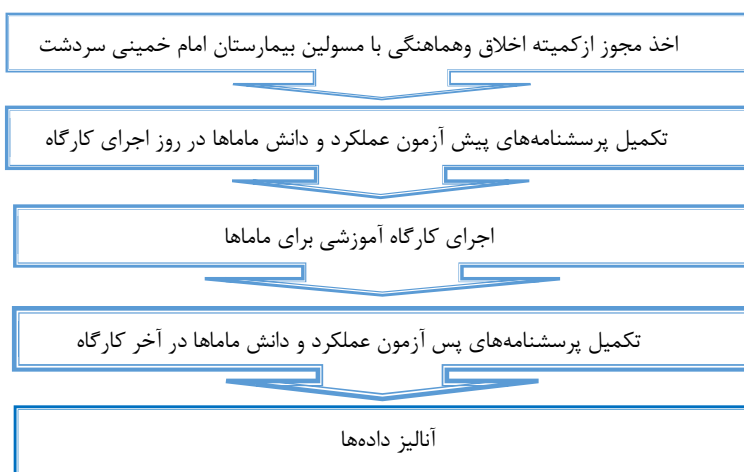 اخذ مجوز ازکمیته اخلاق وهماهنگی با مسولین بیمارستان امام خمینی سردشت
تکمیل پرسشنامه‌های پیش آزمون عملکرد و دانش ماماها در روز اجرای کارگاه
اجرای کارگاه آموزشی برای ماماها
تکمیل پرسشنامه‌های پس آزمون عملکرد و دانش ماماها در آخر کارگاه
آنالیز داده‌ها